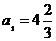 a₁ = 4 2/3